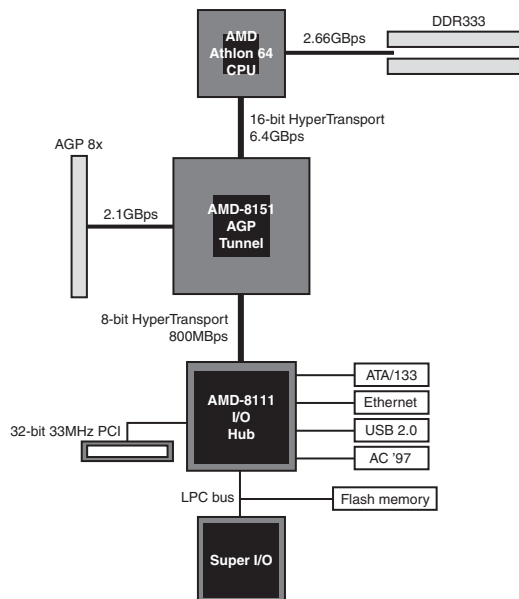 DDR333
AMD
Athlon 64
CPU
2.66GBps
16-bit HyperTransport
6.4GBps
AGP 8x
2.1GBps
AMD-8151
AGP
Tunnel
8-bit HyperTransport
800MBps
AMD-8111
I/O
Hub
ATA/133
Ethernet
USB 2.0
AC '97
32-bit 33MHz PCI
LPC bus
Flash memory
Super I/O